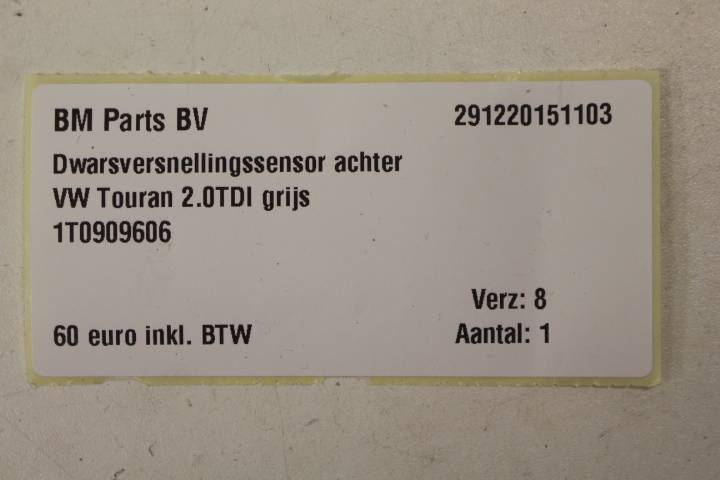 BM Parts BV 291220151103
Dwarsversnellingssensor achter
VW Touran 2.0TDI grijs
1T0909606
Verz: 8
60 euro inkl. BTW Aantal: 1